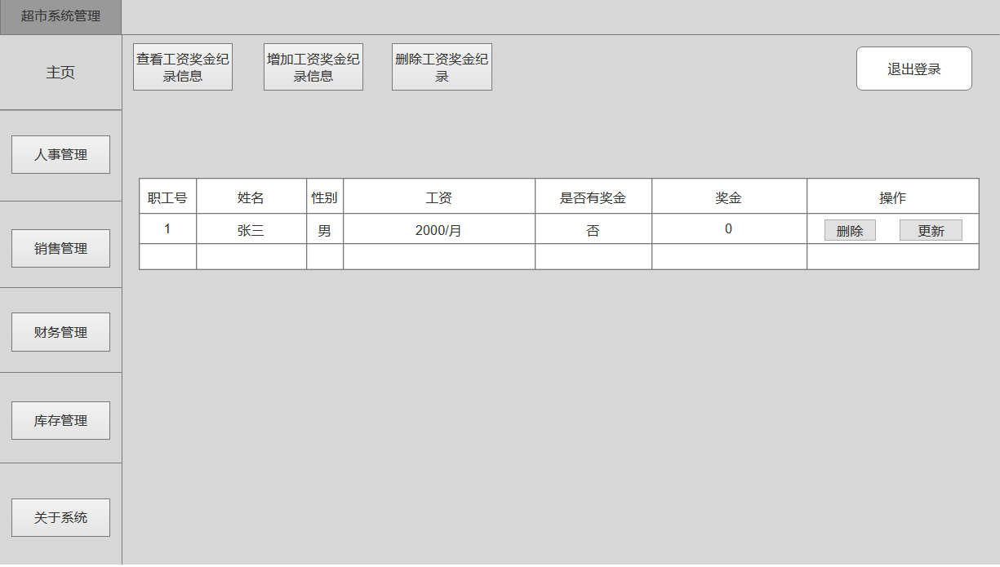 超市系统管理
主页
查看工资奖金纪
录信息
增加工资奖金纪
录信息
删除工资奖金纪
录
退出登录
人事管理
销售管理
财务管理
库存管理
关于系统
职工号 姓名 性别 工资 是否有奖金 奖金 操作
1 张三 男 2000/月 否 0 删除 更新